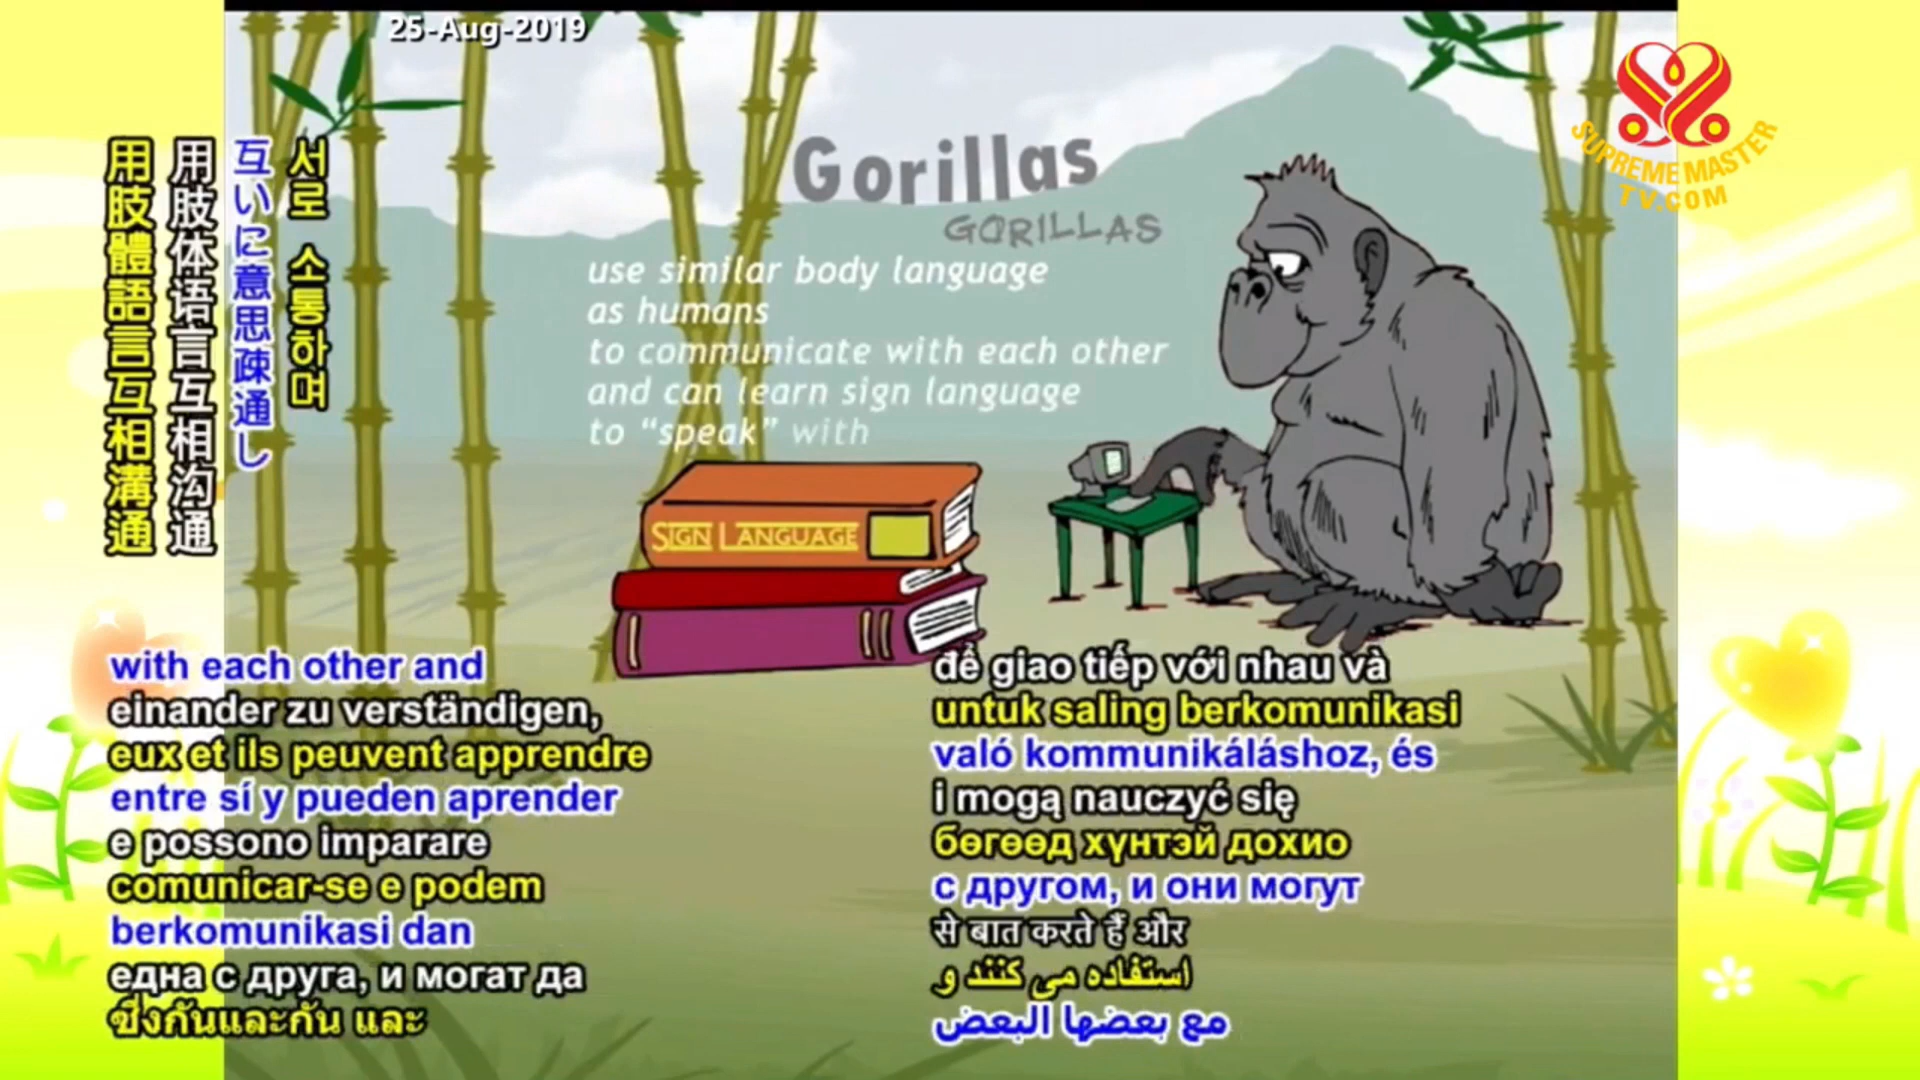 25-Aug-2019
SUPREME MASTER
TV.COM
Gorillas
GORILLAS
use similar body language
as humans
to communicate with each other
and can learn sign language
to “speak” with
SIGN LANGUAGE
用肢體語言互相溝通
用肢体语言互相沟通
互いに意思疎通し
서로 소통하며
with each other and
einander zu verständigen,
eux et ils peuvent apprendre
entre sí y pueden aprender
e possono imparare
comunicar-se e podem
berkomunikasi dan
една с друга, и могат да
ซึ่งกันและกัน และ
để giao tiếp với nhau và
untuk saling berkomunikasi
való kommunikáláshoz, és
i mogą nauczyć się
бөгөөд хүнтэй дохио
с другом, и они могут
से बात करते हैं और
استفاده می کنند و
مع بعضها البعض